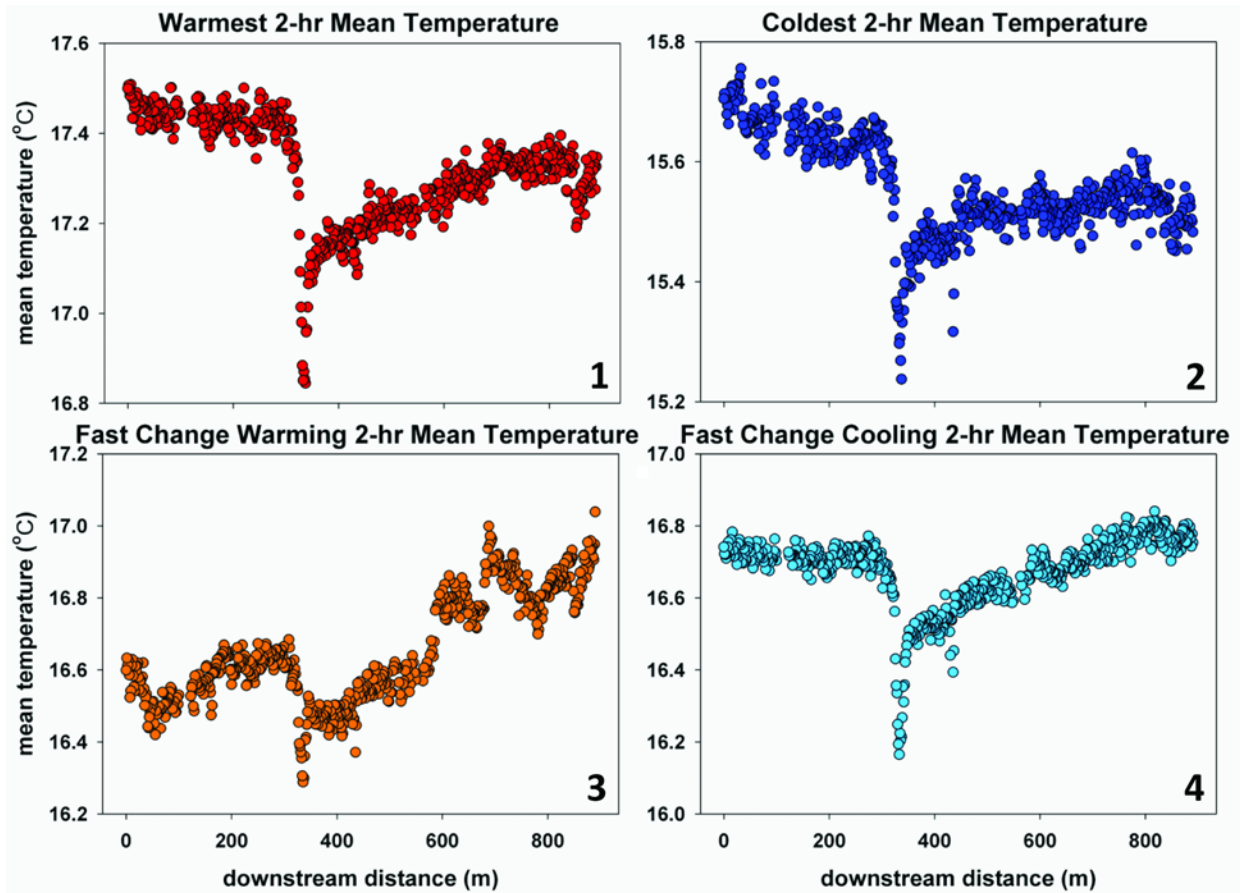 Warmest 2-hr Mean Temperature
17.6
17.4
17.2
17.0
16.8
mean temperature (°C)
1
Coldest 2-hr Mean Temperature
15.8
15.6
15.4
15.2
2
Fast Change Warming 2-hr Mean Temperature
17.2
17.0
16.8
16.6
16.4
16.2
mean temperature (°C)
0 200 400 600 800
downstream distance (m)
3
Fast Change Cooling 2-hr Mean Temperature
17.0
16.8
16.6
16.4
16.2
16.0
0 200 400 600 800
downstream distance (m)
4